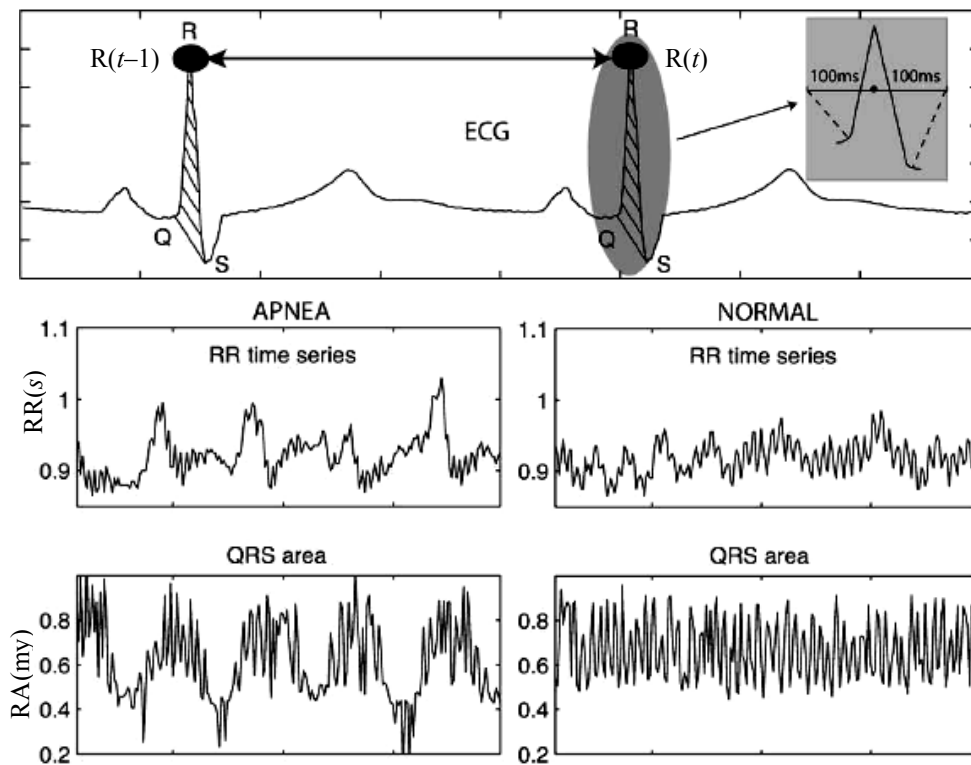 R R
R(t–1) R(t)
100ms 100ms
ECG
Q S Q S
APNEA NORMAL
1.1 1.1
RR time series RR time series
RR(s)
1 1
0.9 0.9
QRS area QRS area
RA(my)
0.8 0.8
0.6 0.6
0.4 0.4
0.2 0.2